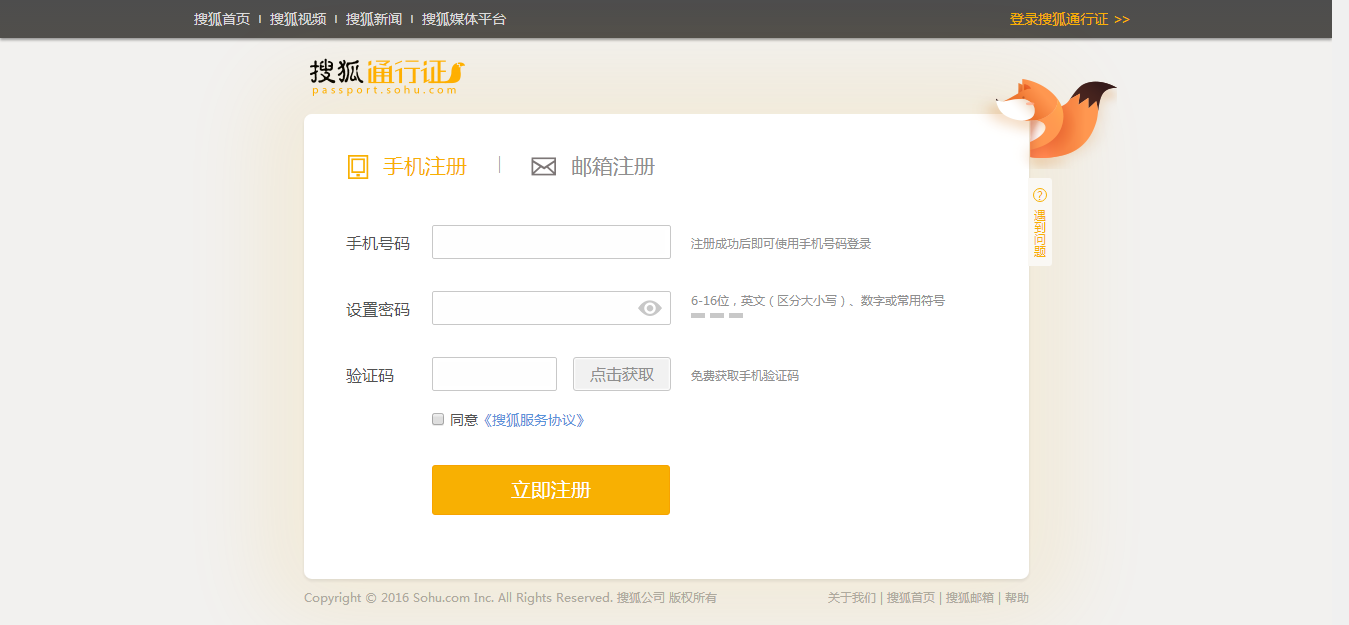 搜狐首页 搜狐视频 搜狐新闻 搜狐媒体平台 登录搜狐通行证 >>
搜狐 通行证
passport.sohu.com
手机注册 | 邮箱注册
手机号码 注册成功后即可使用手机号码登录
? 遇到问题
设置密码 6-16位，英文（区分大小写）、数字或常用符号
验证码 点击获取 免费获取手机验证码
同意《搜狐服务协议》
立即注册
Copyright © 2016 Sohu.com Inc. All Rights Reserved. 搜狐公司 版权所有 关于我们 | 搜狐首页 | 搜狐邮箱 | 帮助